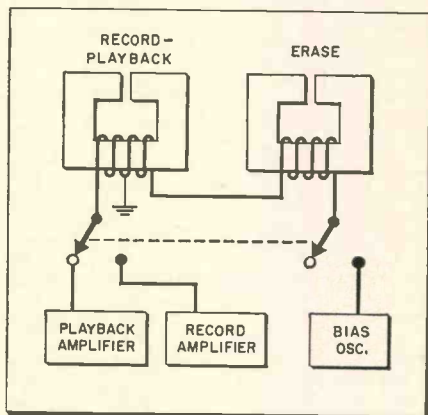 RECORD-
PLAYBACK
ERASE
PLAYBACK
AMPLIFIER
RECORD
AMPLIFIER
BIAS
OSC.